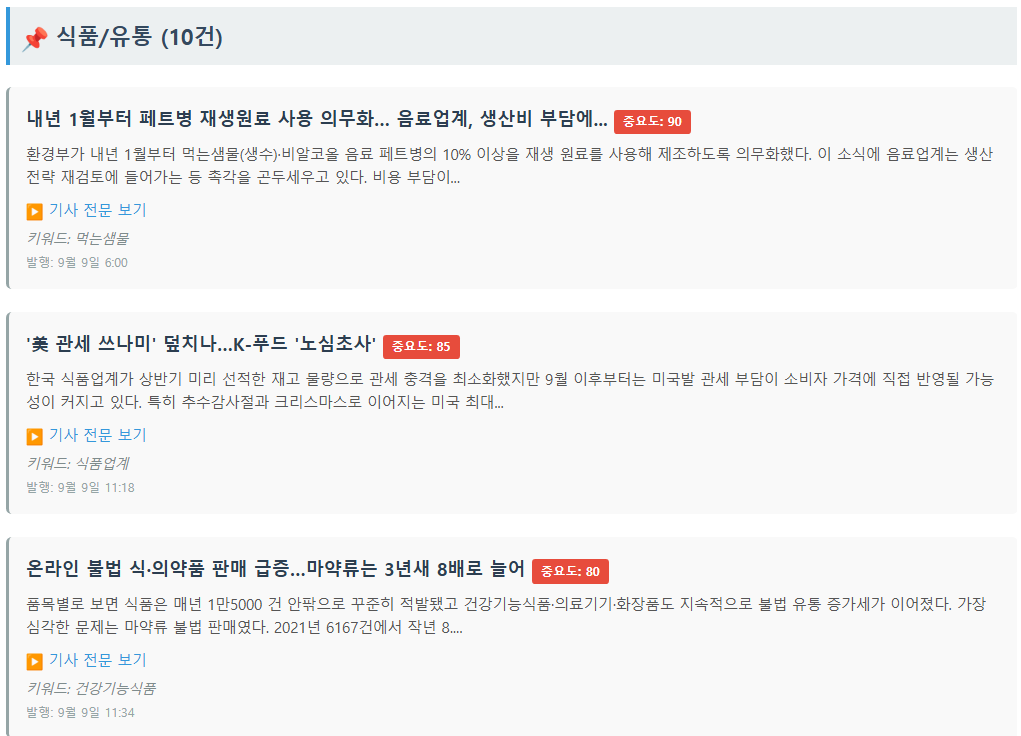 📌 식품/유통 (10건)
내년 1월부터 페트병 재생원료 사용 의무화... 음료업계, 생산비 부담에... 중요도: 90
환경부가 내년 1월부터 먹는샘물(생수)·비알코올 음료 페트병의 10% 이상을 재생 원료를 사용해 제조하도록 의무화했다. 이 소식에 음료업계는 생산
전략 재검토에 들어가는 등 촉각을 곤두세우고 있다. 비용 부담이...
▶️ 기사 전문 보기
키워드: 먹는샘물
발행: 9월 9일 6:00
'美 관세 쓰나미' 덮치나…K-푸드 '노심초사' 중요도: 85
한국 식품업계가 상반기 미리 선적한 재고 물량으로 관세 충격을 최소화했지만 9월 이후부터는 미국발 관세 부담이 소비자 가격에 직접 반영될 가능
성이 커지고 있다. 특히 추수감사절과 크리스마스로 이어지는 미국 최대...
▶️ 기사 전문 보기
키워드: 식품업계
발행: 9월 9일 11:18
온라인 불법 식·의약품 판매 급증…마약류는 3년새 8배로 늘어 중요도: 80
품목별로 보면 식품은 매년 1만5000 건 안팎으로 꾸준히 적발됐고 건강기능식품·의료기기·화장품도 지속적으로 불법 유통 증가세가 이어졌다. 가장
심각한 문제는 마약류 불법 판매였다. 2021년 6167건에서 작년 8....
▶️ 기사 전문 보기
키워드: 건강기능식품
발행: 9월 9일 11:34